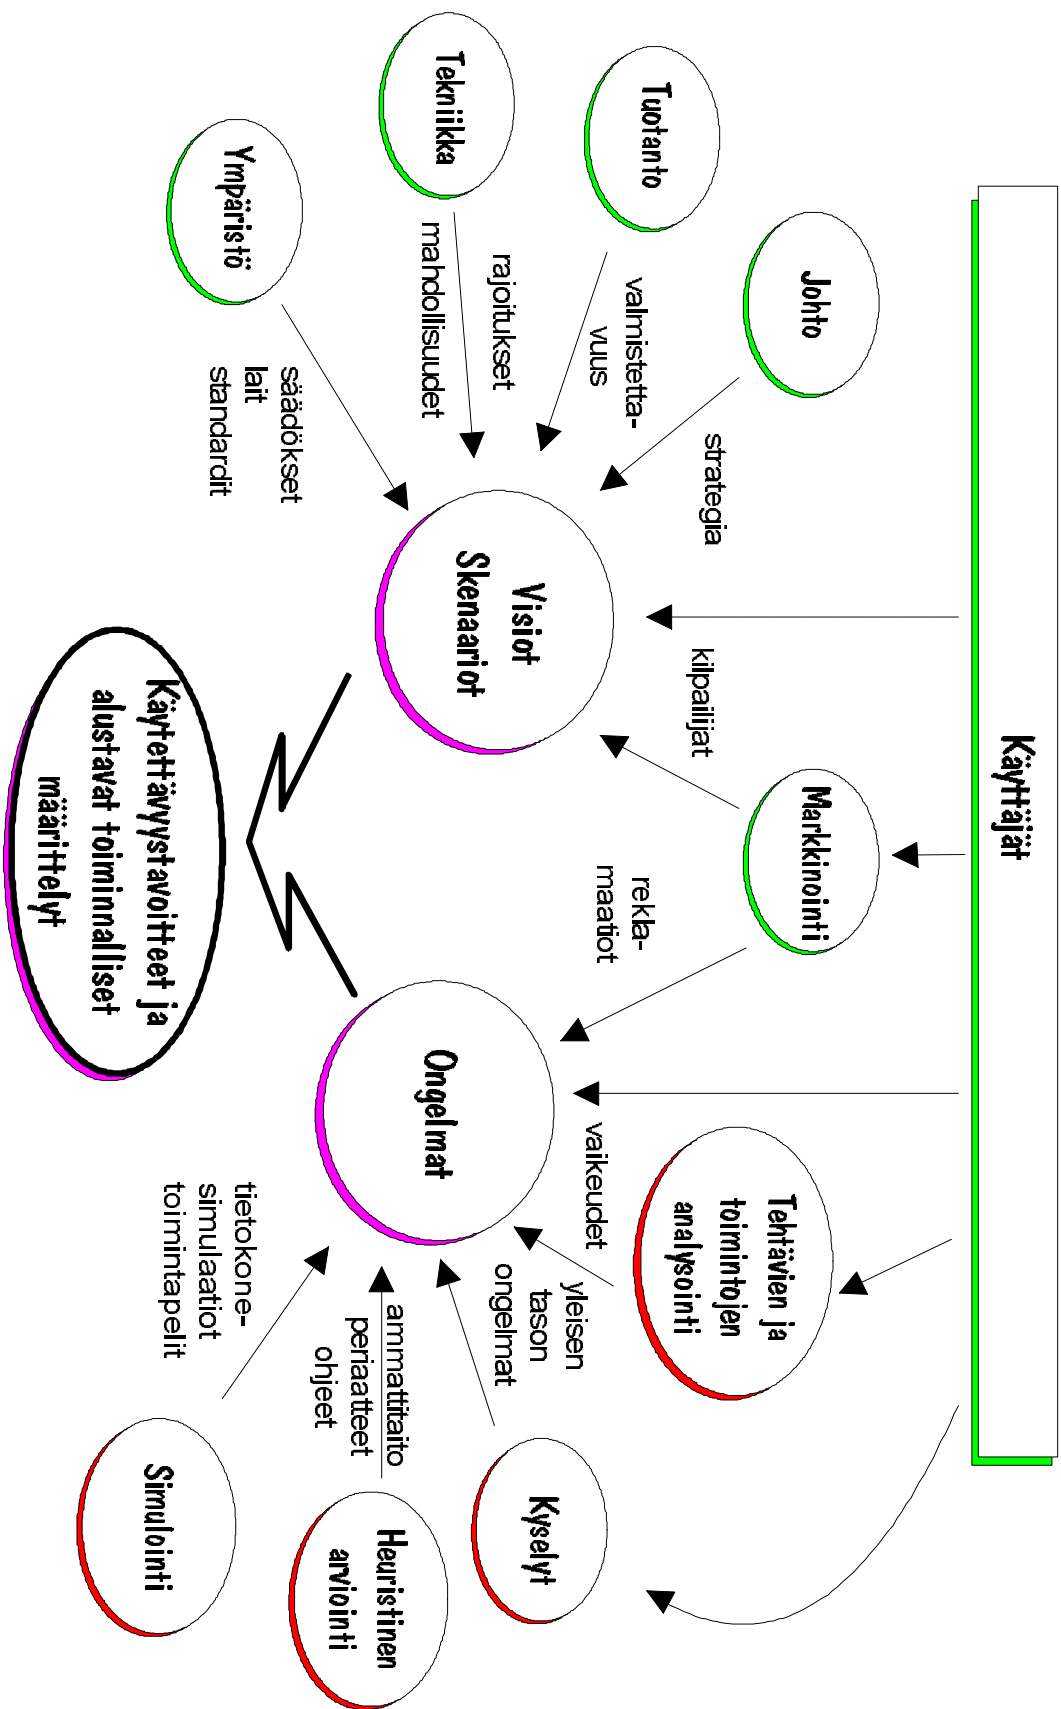 Käyttäjät
Johto
Tuotanto
Tekniikka
Ympäristö
strategia
valmistetta-
vuus
rajoitukset
mahdollisuudet
säädökset
lait
standardit
Visiot
Skenaariot
kilpailijat
Markkinointi
rekla-
maatiot
Ongelmat
vaikeudet
Tehtävien ja
toimintojen
analysointi
yleisen
tason
ongelmat
Kyselyt
ammattitaito
periaatteet
ohjeet
Heuristinen
arviointi
tietokone-
simulaatiot
toimintapelit
Simulointi
Käytettävyystavoitteet ja
alustavat toiminnalliset
määrittelyt